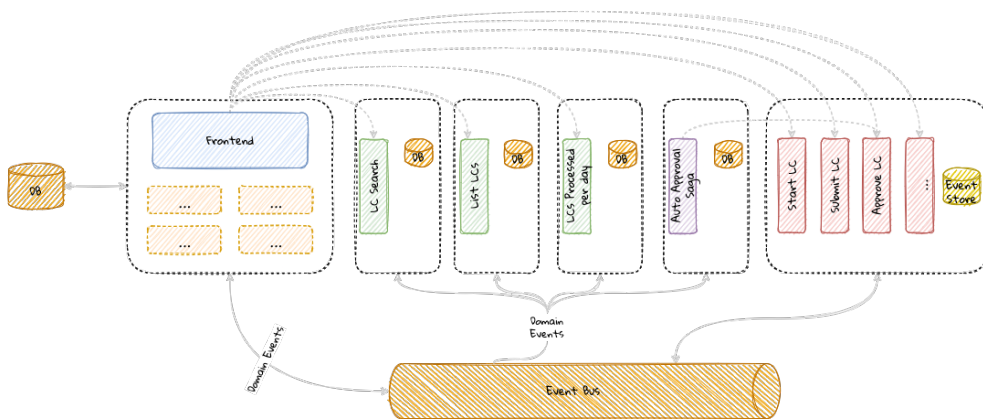 Frontend
DB
...
...
...
...
LC Search
DB
List LCs
DB
LCs Processed
per day
DB
Auto Approval
Saga
DB
Start LC
Submit LC
Approve LC
...
Event
Store
Domain
Events
Domain Events
Event Bus